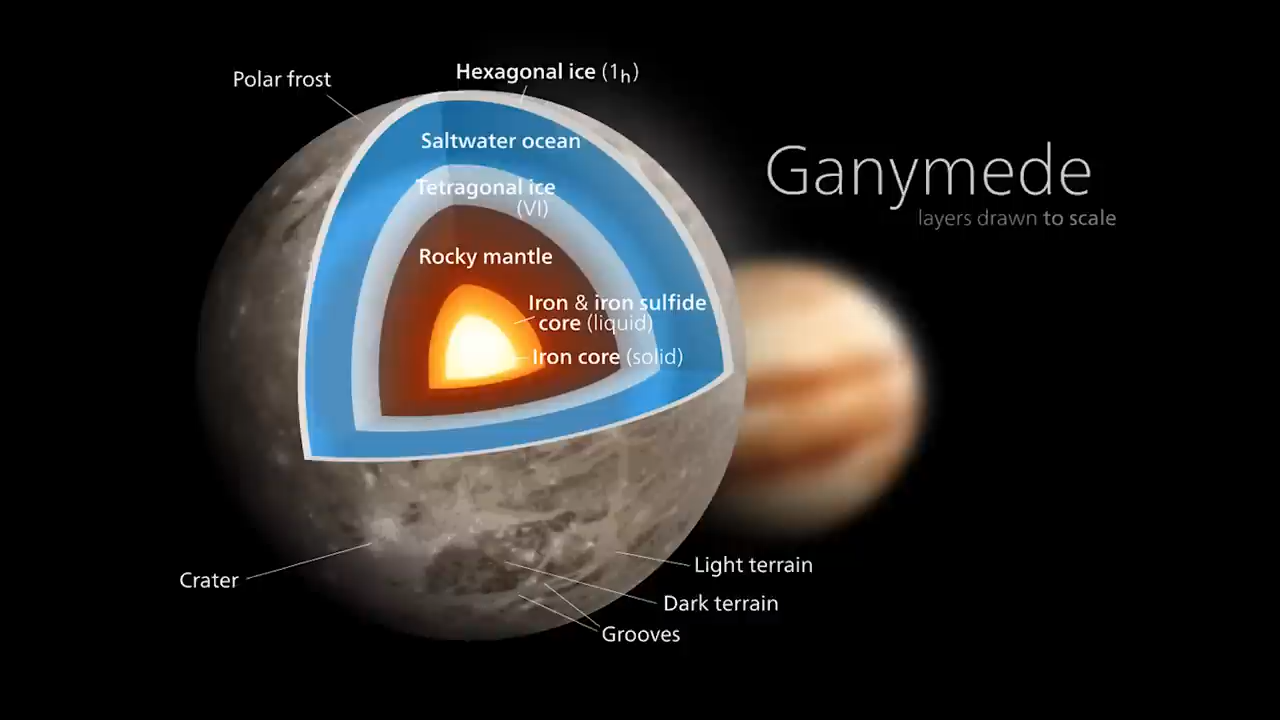 Polar frost
Hexagonal ice (1h)
Saltwater ocean
Tetragonal ice
(VI)
Rocky mantle
Iron & iron sulfide
core (liquid)
Iron core (solid)
Ganymede
layers drawn to scale
Crater
Light terrain
Dark terrain
Grooves